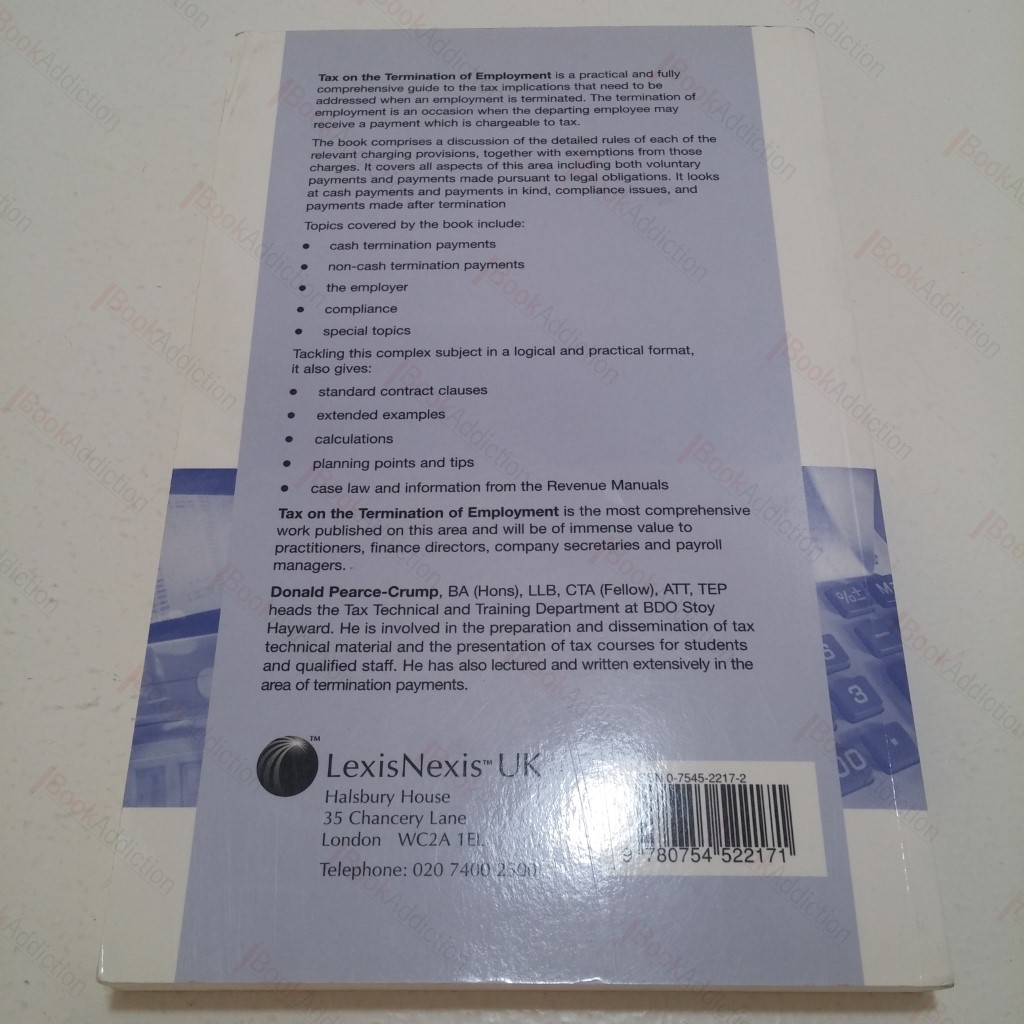 Tax on the Termination of Employment is a practical and fully
comprehensive guide to the tax implications that need to be
addressed when an employment is terminated. The termination of
employment is an occasion when the departing employee may
receive a payment which is chargeable to tax.
The book comprises a discussion of the detailed rules of each of the
relevant charging provisions, together with exemptions from those
charges. It covers all aspects of this area including both voluntary
payments and payments made pursuant to legal obligations. It looks
at cash payments and payments in kind, compliance issues, and
payments made after termination
Topics covered by the book include:
• cash termination payments
• non-cash termination payments
• the employer
• compliance
• special topics
Tackling this complex subject in a logical and practical format,
it also gives:
• standard contract clauses
• extended examples
• calculations
• planning points and tips
• case law and information from the Revenue Manuals
Tax on the Termination of Employment is the most comprehensive
work published on this area and will be of immense value to
practitioners, finance directors, company secretaries and payroll
managers.
Donald Pearce-Crump, BA (Hons), LLB, CTA (Fellow), ATT, TEP
heads the Tax Technical and Training Department at BDO Stoy
Hayward. He is involved in the preparation and dissemination of tax
technical material and the presentation of tax courses for students
and qualified staff. He has also lectured and written extensively in the
area of termination payments.
LexisNexis™ UK
Halsbury House
35 Chancery Lane
London WC2A 1EL
Telephone: 020 7400 2500
ISBN 0-7545-2217-2
9 780754 522171
%±
3
00
BookAddiction